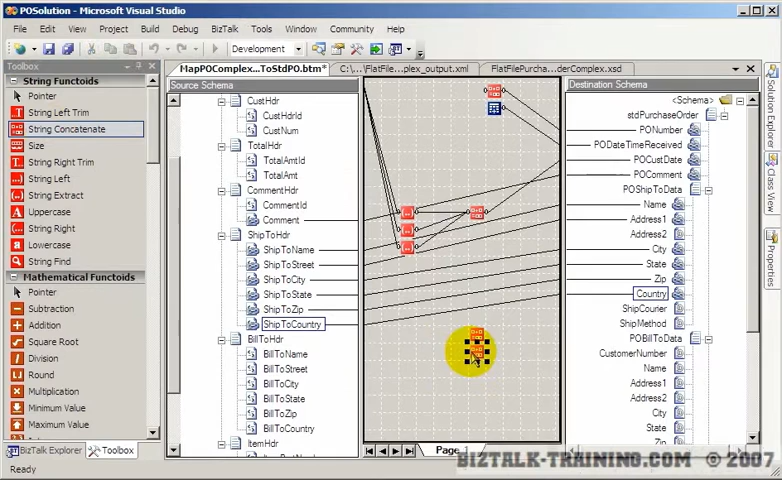 POSolution - Microsoft Visual Studio
File Edit View Project Build Debug BizTalk Tools Window Community Help
Development
Toolbox
MapPOComplex...ToStdPO.btm*
C:\...\FlatFile...plex_output.xml
FlatFilePurcha...derComplex.xsd
String Functoids
Pointer
String Left Trim
String Concatenate
Size
String Right Trim
String Left
String Extract
Uppercase
String Right
Lowercase
String Find
Mathematical Functoids
Pointer
Subtraction
Addition
Square Root
Division
Round
Multiplication
Minimum Value
Maximum Value
BizTalk Explorer
Toolbox
Source Schema
CustHdr
CustHdrId
CustNum
TotalHdr
TotalAmtId
TotalAmt
CommentHdr
CommentId
Comment
ShipToHdr
ShipToName
ShipToStreet
ShipToCity
ShipToState
ShipToZip
ShipToCountry
BillToHdr
BillToName
BillToStreet
BillToCity
BillToState
BillToZip
BillToCountry
ItemHdr
Page 1
Destination Schema
<Schema>
stdPurchaseOrder
PONumber
PODateTimeReceived
POCustDate
POComment
POShipToData
Name
Address1
Address2
City
State
Zip
Country
ShipCourier
ShipMethod
POBillToData
CustomerNumber
Name
Address1
Address2
City
State
Solution Explorer
Class View
Properties
Ready
BIZTALK-TRAINING.COM © 2007